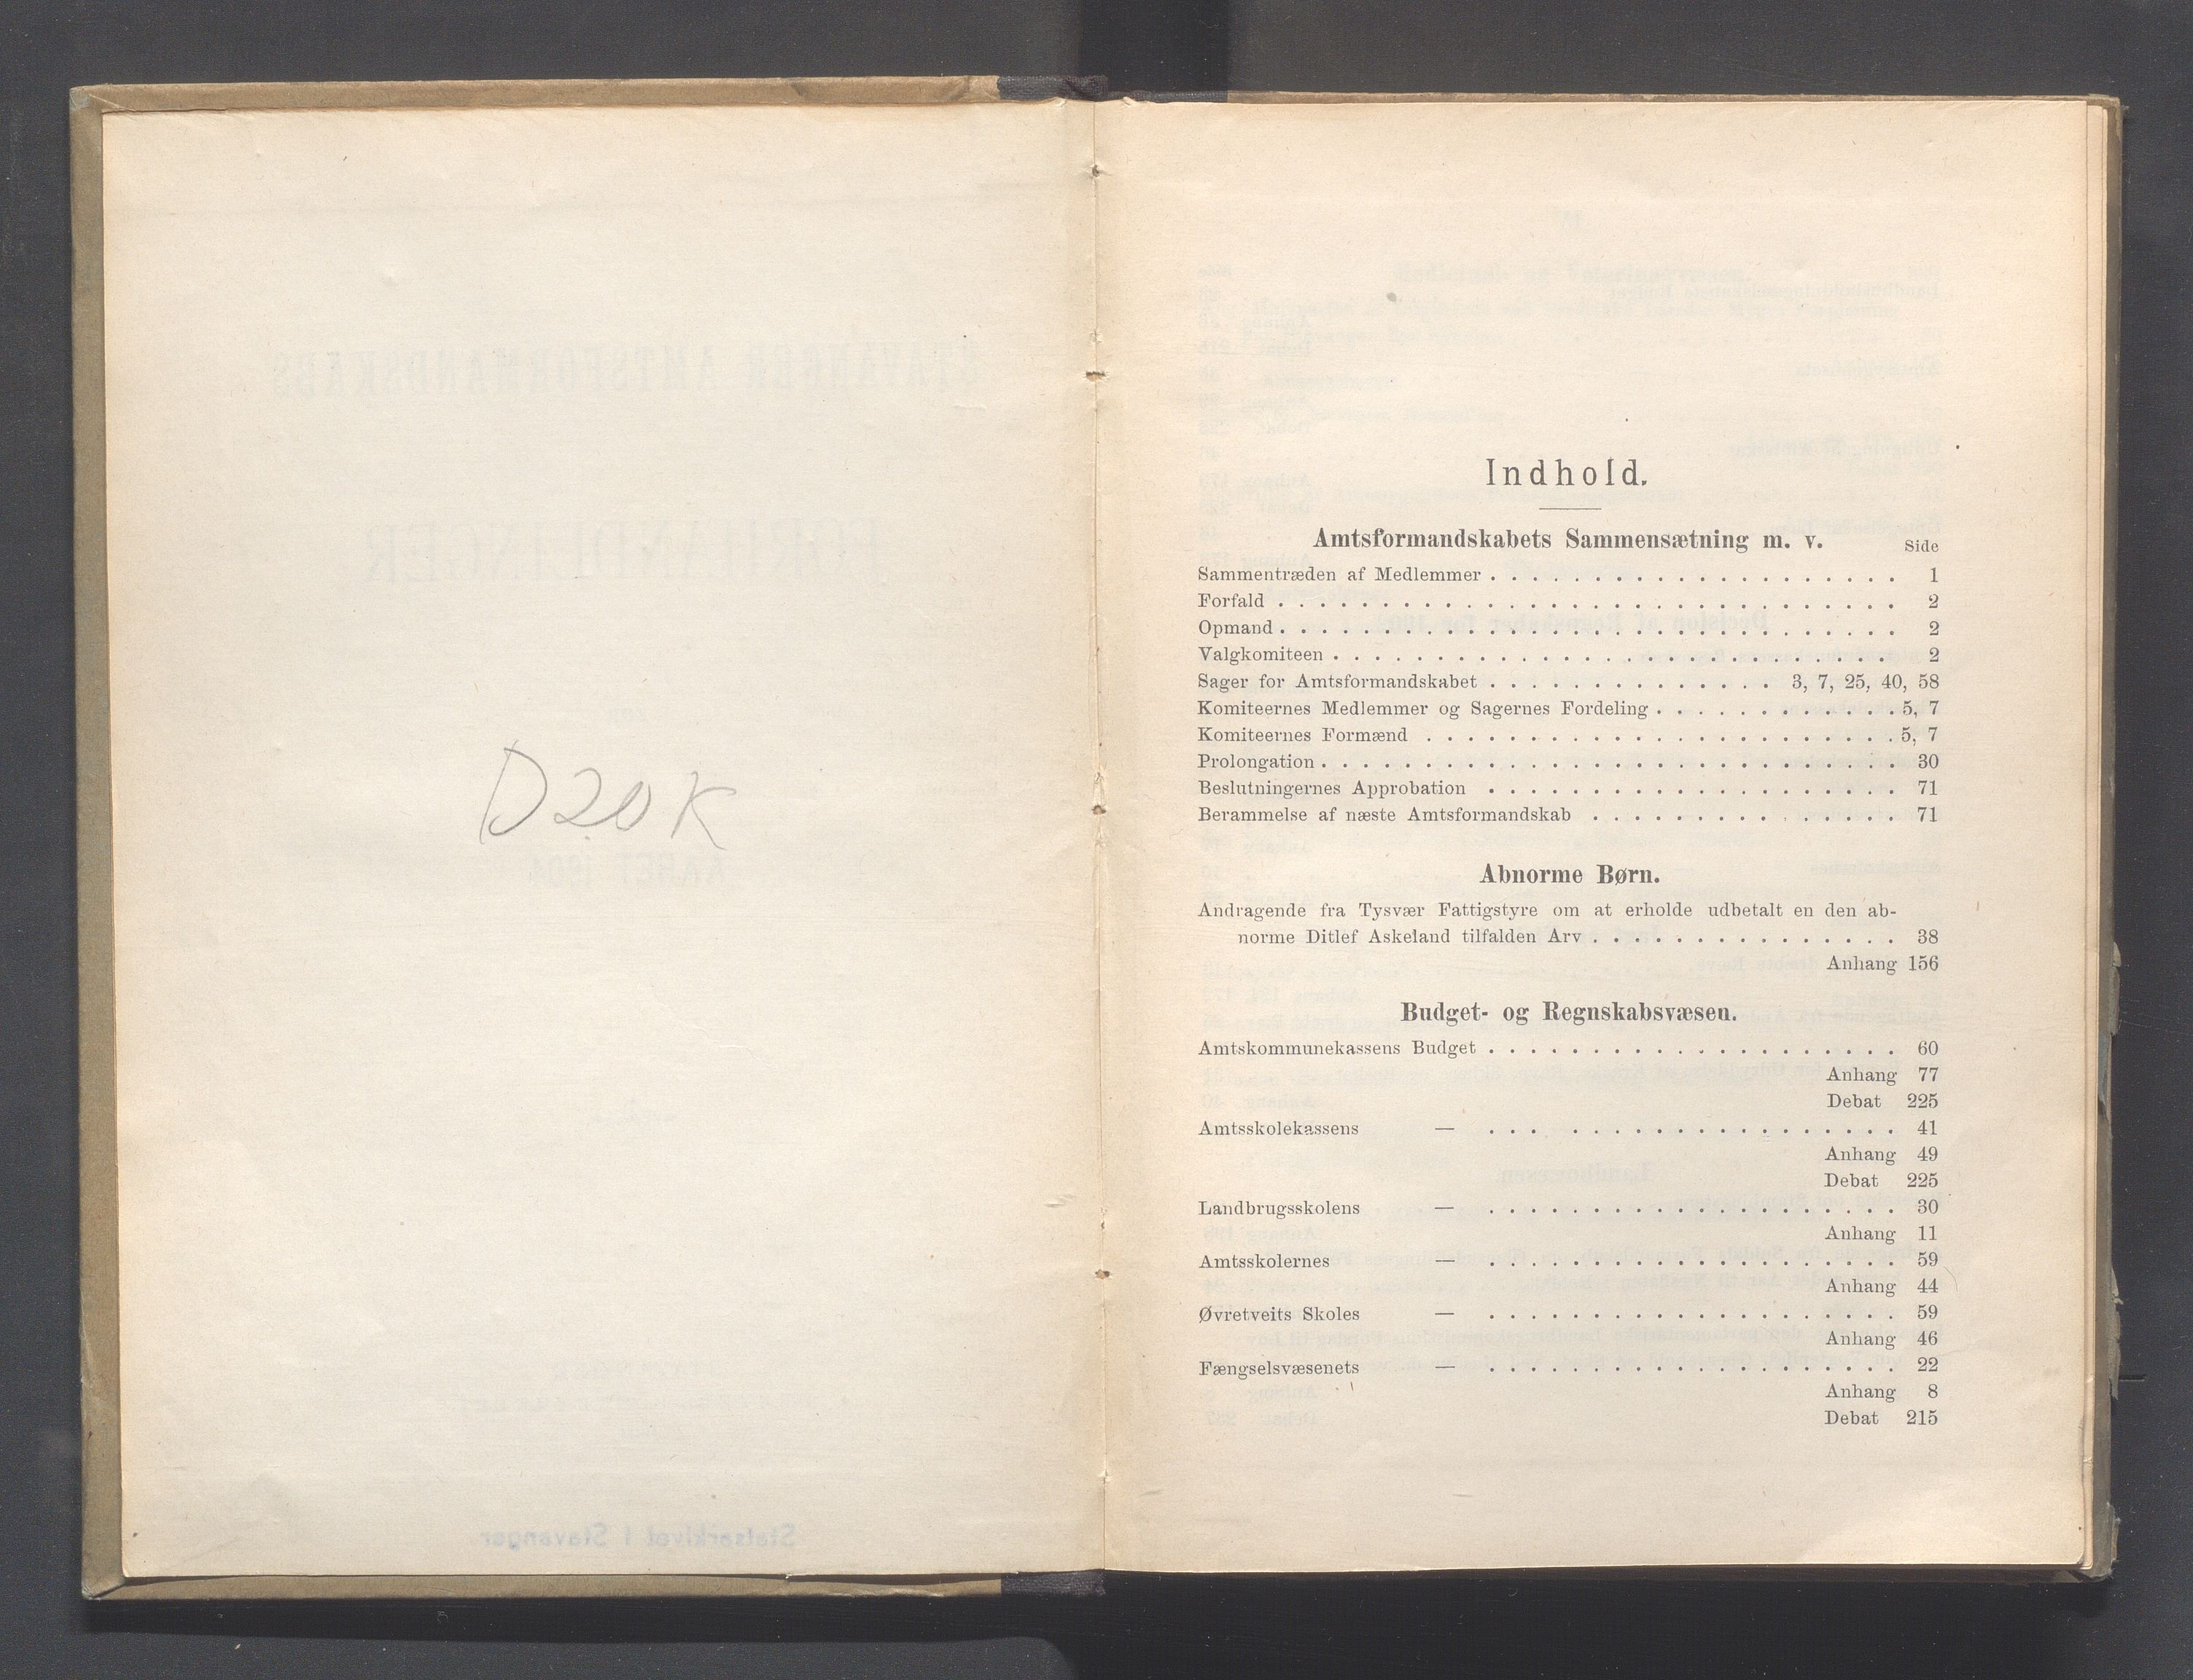 D20K
Indhold.
Amtsformandskabets Sammensætning m. v. Side
Sammentræden af Medlemmer . . . . . . . . . . . . . . . . . . . . 1
Forfald . . . . . . . . . . . . . . . . . . . . . . . . . . . . . . 2
Opmand . . . . . . . . . . . . . . . . . . . . . . . . . . . . . . 2
Valgkomiteen . . . . . . . . . . . . . . . . . . . . . . . . . . . 2
Sager for Amtsformandskabet . . . . . . . . . . . . . . 3, 7, 25, 40, 58
Komiteernes Medlemmer og Sagernes Fordeling . . . . . . . . . . . . 5, 7
Komiteernes Formænd . . . . . . . . . . . . . . . . . . . . . . . 5, 7
Prolongation . . . . . . . . . . . . . . . . . . . . . . . . . . . . 30
Beslutningernes Approbation . . . . . . . . . . . . . . . . . . . . 71
Berammelse af næste Amtsformandskab . . . . . . . . . . . . . . . 71
Abnorme Børn.
Andragende fra Tysvær Fattigstyre om at erholde udbetalt en den ab-
norme Ditlef Askeland tilfalden Arv . . . . . . . . . . . . . . . 38
Anhang 156
Budget- og Regnskabsvæsen.
Amtskommunekassens Budget . . . . . . . . . . . . . . . . . . . . 60
Anhang 77
Debat 225
Amtsskolekassens — . . . . . . . . . . . . . . . . . . . 41
Anhang 49
Debat 225
Landbrugsskolens — . . . . . . . . . . . . . . . . . . . . 30
Anhang 11
Amtsskolernes — . . . . . . . . . . . . . . . . . . . . 59
Anhang 44
Øvretveits Skoles — . . . . . . . . . . . . . . . . . . . . 59
Anhang 46
Fængselsvæsenets — . . . . . . . . . . . . . . . . . . . . 22
Anhang 8
Debat 215